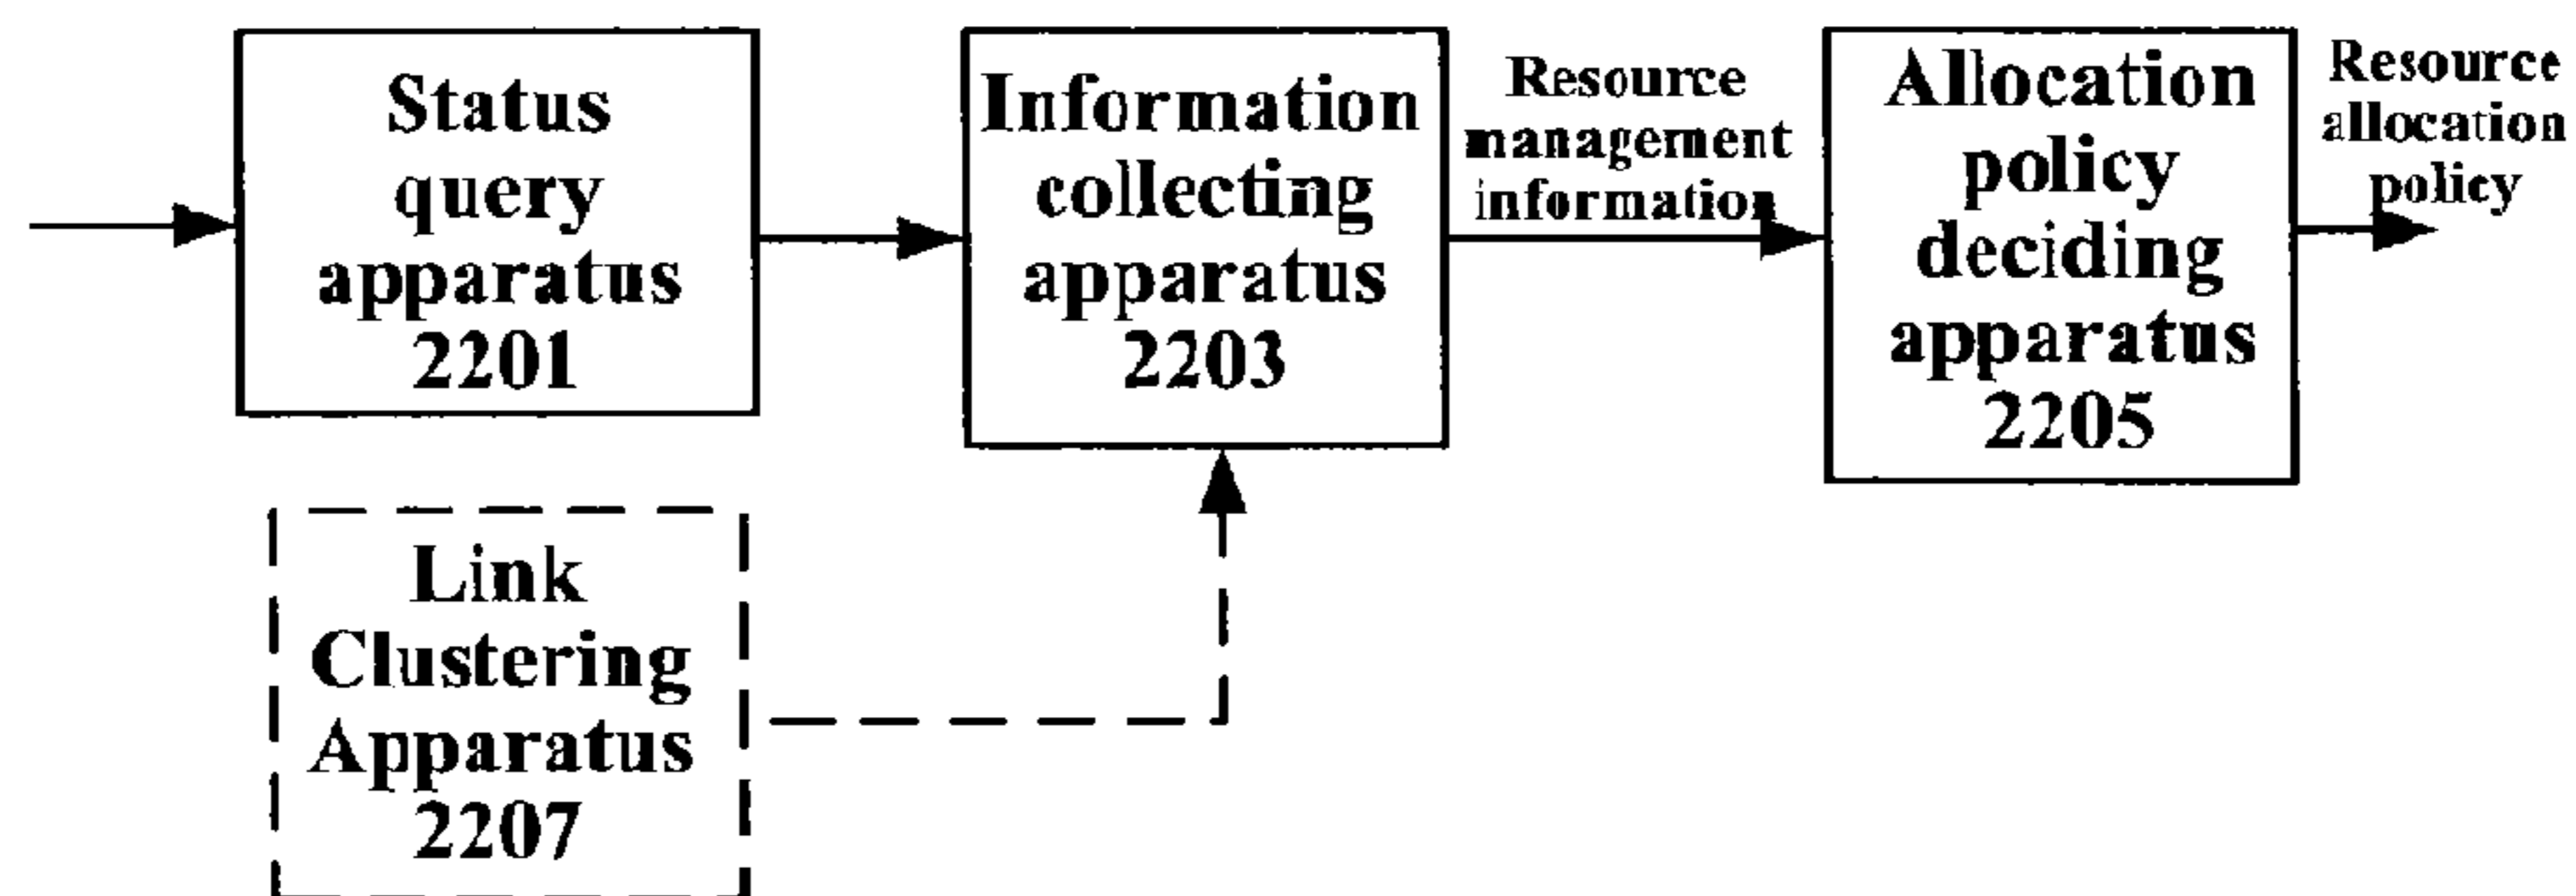 Status
query
apparatus
2201
Information
collecting
apparatus
2203
Resource
management
information
Allocation
policy
deciding
apparatus
2205
Resource
allocation
policy
Link
Clustering
Apparatus
2207